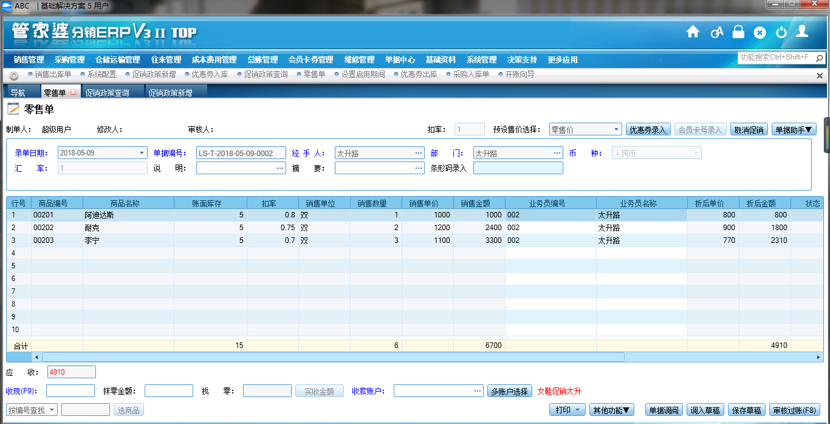 ABC | 基础解决方案 5 用户
管家婆 分销ERP V3 II TOP
销售管理 采购管理 仓储运输管理 往来管理 成本费用管理 总账管理 会员卡券管理 维修管理 单据中心 基础资料 系统管理 决策支持 更多应用 功能搜索Ctrl+Shift+F
销售出库单 系统配置 促销政策新增 优惠券入库 促销政策查询 零售单 设置启用期间 优惠券出库 采购入库单 开账向导
导航 零售单 促销政策查询 促销政策新增
零售单
制单人: 超级用户 修改人: 审核人: 扣率: 1 预设售价选择: 零售价 优惠券录入 会员卡号录入 取消促销 单据助手▼
录单日期: 2018-05-09 单据编号: LS-T-2018-05-09-0002 经 手 人: 太升路 部 门: 太升路 币 种: 人民币
汇 率: 1 说 明: 摘 要: 条形码录入
行号 商品编号 商品名称 账面库存 扣率 销售单位 销售数量 销售单价 销售金额 业务员编号 业务员名称 折后单价 折后金额 状态
1 00201 阿迪达斯 5 0.8 双 1 1000 1000 002 太升路 800 800
2 00202 耐克 5 0.75 双 2 1200 2400 002 太升路 900 1800
3 00203 李宁 5 0.7 双 3 1100 3300 002 太升路 770 2310
4
5
6
7
8
9
10
合计 15 6 6700 4910
应 收: 4910
收现(F9): 抹零金额: 找 零: 实收金额 收款账户: 多账户选择 女鞋促销太升
按编号查找 选商品 打印 其他功能▼ 单据调阅 调入草稿 保存草稿 审核过账(F8)